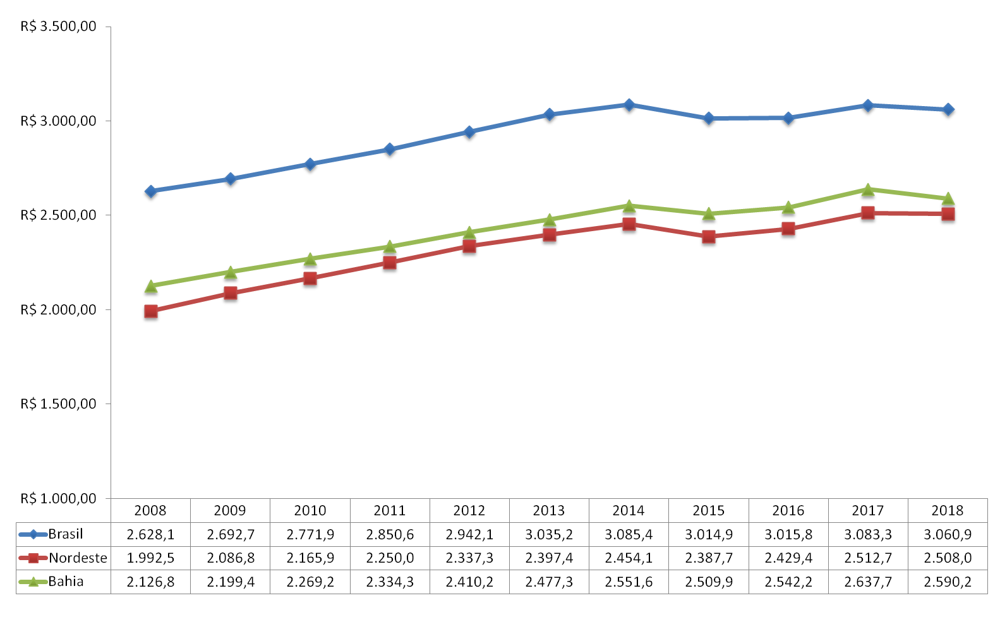 R$ 3.500,00
R$ 3.000,00
R$ 2.500,00
R$ 2.000,00
R$ 1.500,00
R$ 1.000,00
2008 2009 2010 2011 2012 2013 2014 2015 2016 2017 2018
Brasil 2.628,1 2.692,7 2.771,9 2.850,6 2.942,1 3.035,2 3.085,4 3.014,9 3.015,8 3.083,3 3.060,9
Nordeste 1.992,5 2.086,8 2.165,9 2.250,0 2.337,3 2.397,4 2.454,1 2.387,7 2.429,4 2.512,7 2.508,0
Bahia 2.126,8 2.199,4 2.269,2 2.334,3 2.410,2 2.477,3 2.551,6 2.509,9 2.542,2 2.637,7 2.590,2